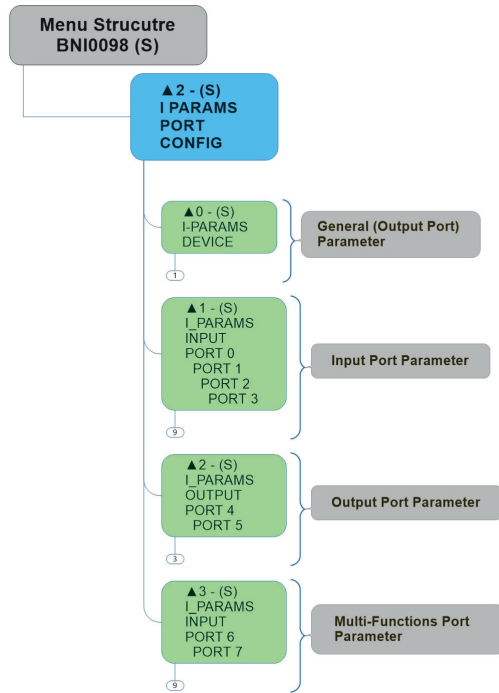 Menu Strucutre
BNI0098 (S)
▲2 - (S)
I PARAMS
PORT
CONFIG
▲0 - (S)
I-PARAMS
DEVICE
1
General (Output Port)
Parameter
▲1 - (S)
I_PARAMS
INPUT
PORT 0
PORT 1
PORT 2
PORT 3
9
Input Port Parameter
▲2 - (S)
I_PARAMS
OUTPUT
PORT 4
PORT 5
3
Output Port Parameter
▲3 - (S)
I_PARAMS
INPUT
PORT 6
PORT 7
9
Multi-Functions Port
Parameter